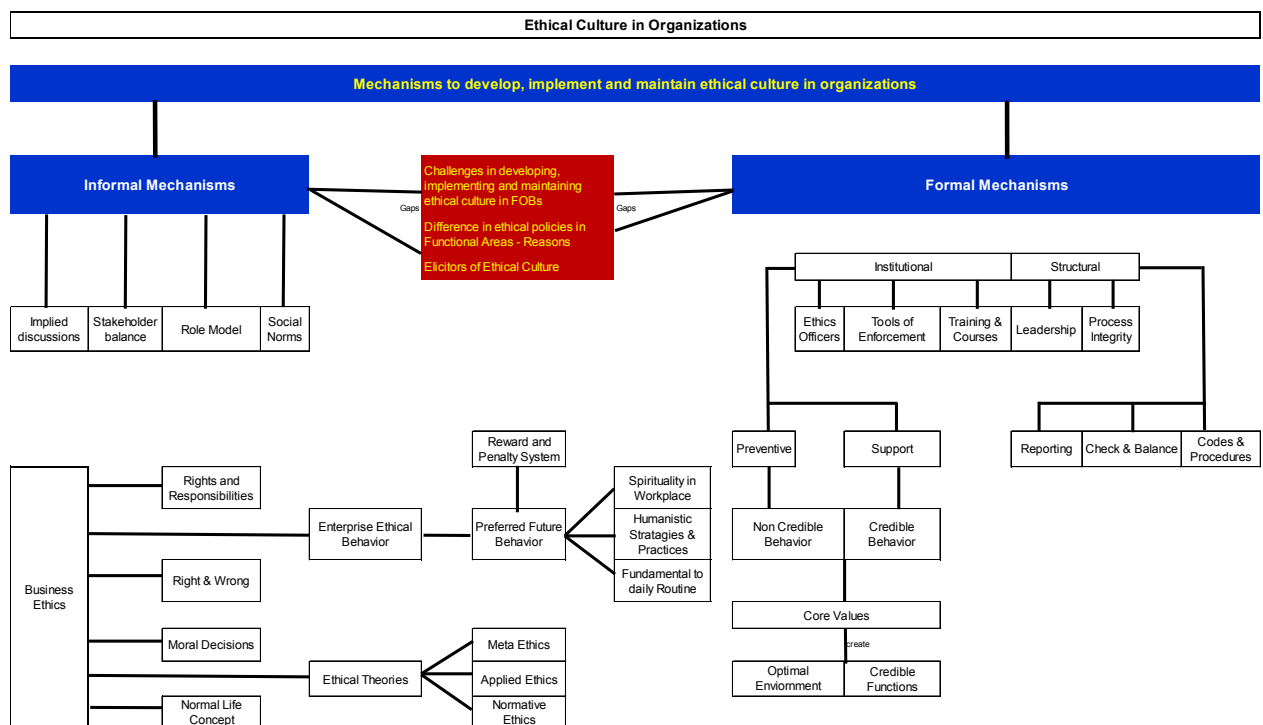 Ethical Culture in Organizations
Mechanisms to develop, implement and maintain ethical culture in organizations
Informal Mechanisms
Challenges in developing,
implementing and maintaining
ethical culture in FOBs
Difference in ethical policies in
Functional Areas - Reasons
Elicitors of Ethical Culture
Gaps
Gaps
Formal Mechanisms
Institutional
Structural
Implied
discussions
Stakeholder
balance
Role Model
Social
Norms
Ethics
Officers
Tools of
Enforcement
Training &
Courses
Leadership
Process
Integrity
Reward and
Penalty System
Preventive
Support
Reporting
Check & Balance
Codes &
Procedures
Business
Ethics
Rights and
Responsibilities
Enterprise Ethical
Behavior
Preferred Future
Behavior
Spirituality in
Workplace
Humanistic
Stratagies &
Practices
Fundamental to
daily Routine
Non Credible
Behavior
Credible
Behavior
Right & Wrong
Core Values
create
Moral Decisions
Ethical Theories
Meta Ethics
Applied Ethics
Normative
Ethics
Optimal
Enviornment
Credible
Functions
Normal Life
Concept